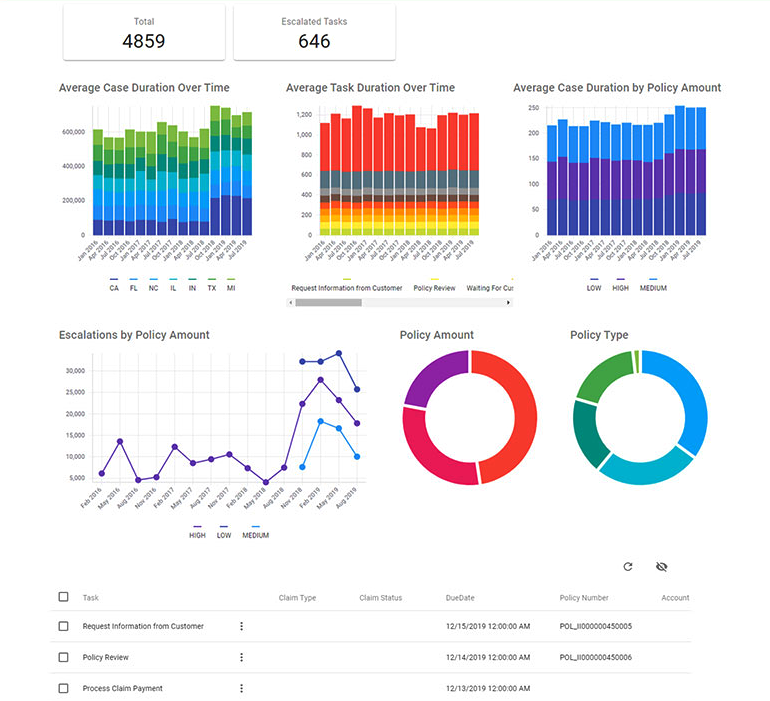 Total
4859
Escalated Tasks
646
Average Case Duration Over Time
600,000
400,000
200,000
0
Jan 2016
Apr 2016
Jul 2016
Oct 2016
Jan 2017
Apr 2017
Jul 2017
Oct 2017
Jan 2018
Apr 2018
Jul 2018
Oct 2018
Jan 2019
Apr 2019
Jul 2019
CA FL NC IL IN TX MI
Average Task Duration Over Time
1,200
1,000
800
600
400
200
0
Jan 2016
Apr 2016
Jul 2016
Oct 2016
Jan 2017
Apr 2017
Jul 2017
Oct 2017
Jan 2018
Apr 2018
Jul 2018
Oct 2018
Jan 2019
Apr 2019
Jul 2019
Request Information from Customer Policy Review Waiting For Cus
Average Case Duration by Policy Amount
250
200
150
100
50
0
Jan 2016
Apr 2016
Jul 2016
Oct 2016
Jan 2017
Apr 2017
Jul 2017
Oct 2017
Jan 2018
Apr 2018
Jul 2018
Oct 2018
Jan 2019
Apr 2019
Jul 2019
LOW HIGH MEDIUM
Escalations by Policy Amount
30,000
25,000
20,000
15,000
10,000
5,000
Feb 2016
May 2016
Aug 2016
Nov 2016
Feb 2017
May 2017
Aug 2017
Nov 2017
Feb 2018
May 2018
Aug 2018
Nov 2018
Feb 2019
May 2019
Aug 2019
HIGH LOW MEDIUM
Policy Amount
Policy Type
Task Claim Type Claim Status DueDate Policy Number Account
Request Information from Customer 12/15/2019 12:00:00 AM POL_II000000450005
Policy Review 12/14/2019 12:00:00 AM POL_II000000450006
Process Claim Payment 12/13/2019 12:00:00 AM